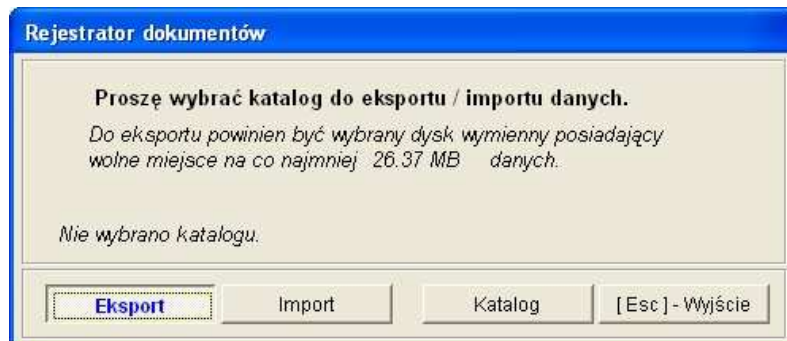 Rejestrator dokumentów
Proszę wybrać katalog do eksportu / importu danych.
Do eksportu powinien być wybrany dysk wymienny posiadający
wolne miejsce na co najmniej 26.37 MB danych.
Nie wybrano katalogu.
Eksport Import Katalog [ Esc ] - Wyjście